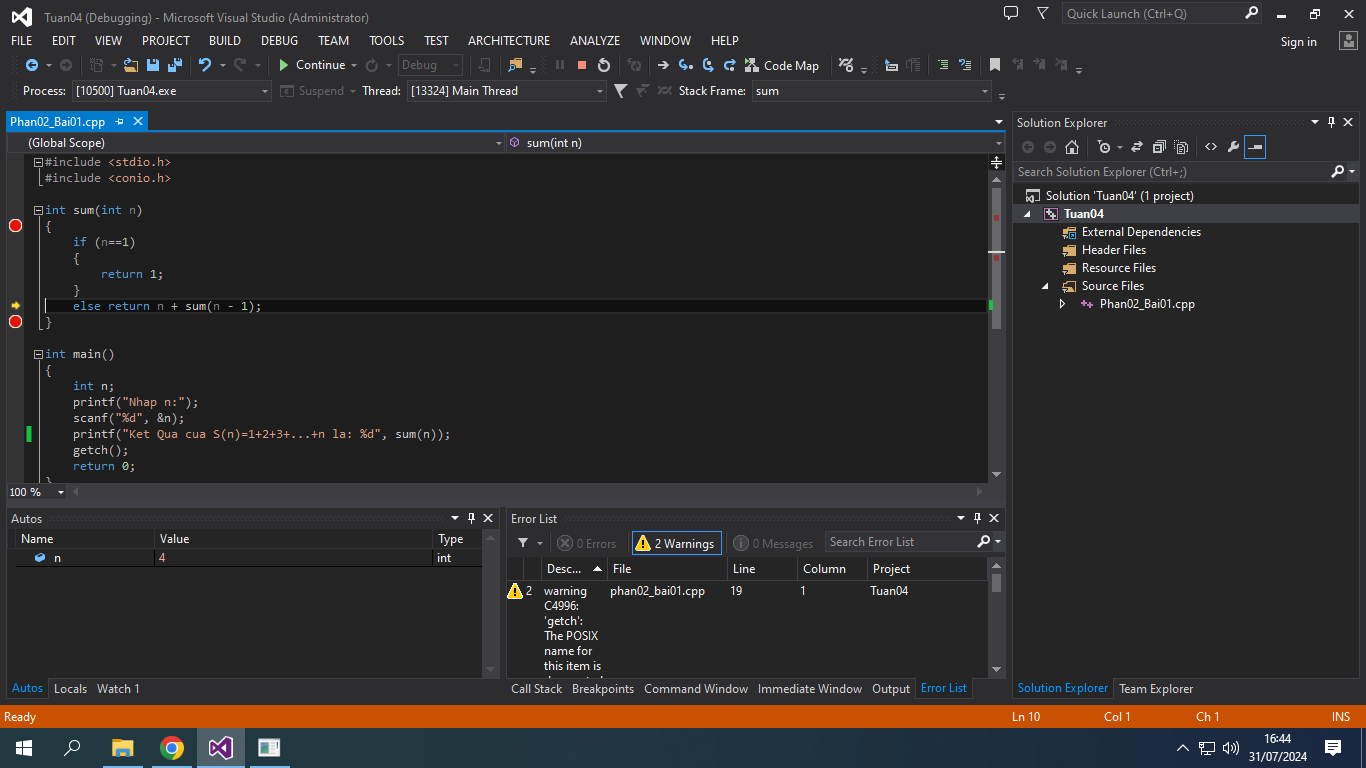 Tuan04 (Debugging) - Microsoft Visual Studio (Administrator)
Quick Launch (Ctrl+Q)
FILE EDIT VIEW PROJECT BUILD DEBUG TEAM TOOLS TEST ARCHITECTURE ANALYZE WINDOW HELP
Sign in
Continue Debug Code Map
Process: [10500] Tuan04.exe Suspend Thread: [13324] Main Thread Stack Frame: sum
Phan02_Bai01.cpp
(Global Scope) sum(int n)
#include <stdio.h>
#include <conio.h>
int sum(int n)
{
if (n==1)
{
return 1;
}
else return n + sum(n - 1);
}
int main()
{
int n;
printf("Nhap n:");
scanf("%d", &n);
printf("Ket Qua cua S(n)=1+2+3+...+n la: %d", sum(n));
getch();
return 0;
}
100 %
Autos
Name Value Type
n 4 int
Autos Locals Watch 1
Error List
0 Errors 2 Warnings 0 Messages Search Error List
Desc... File Line Column Project
2 warning phan02_bai01.cpp 19 1 Tuan04
C4996:
'getch':
The POSIX
name for
this item is
Call Stack Breakpoints Command Window Immediate Window Output Error List
Solution Explorer
Search Solution Explorer (Ctrl+;)
Solution 'Tuan04' (1 project)
Tuan04
External Dependencies
Header Files
Resource Files
Source Files
Phan02_Bai01.cpp
Solution Explorer Team Explorer
Ready Ln 10 Col 1 Ch 1 INS
16:44
31/07/2024